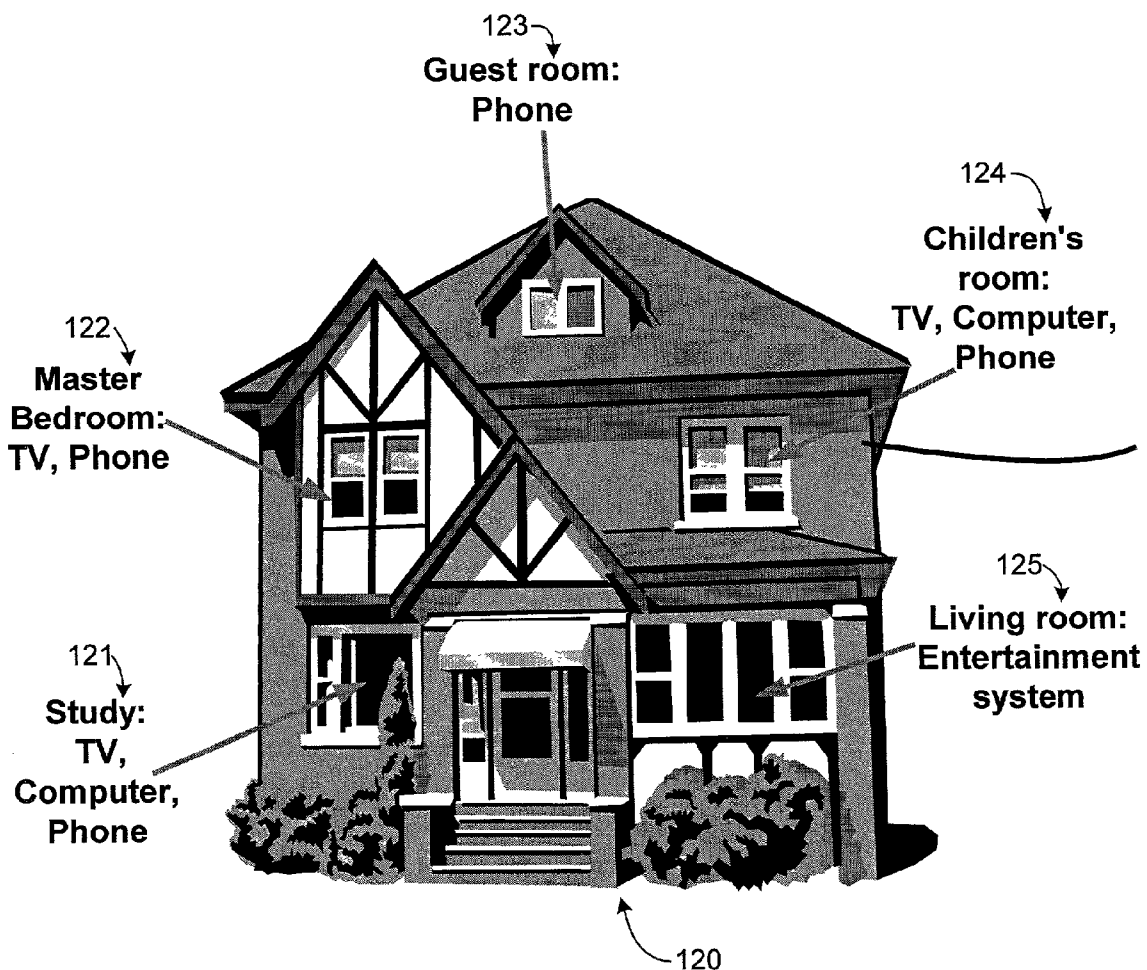 123
Guest room:
Phone
124
Children's
room:
TV, Computer,
Phone
122
Master
Bedroom:
TV, Phone
125
Living room:
Entertainment
system
121
Study:
TV,
Computer,
Phone
120